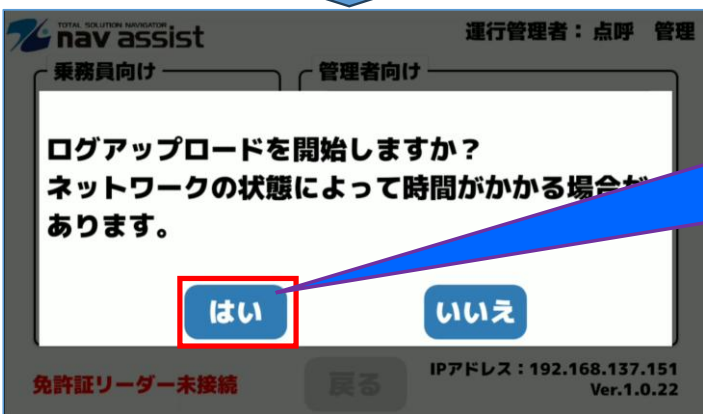 TOTAL SOLUTION NAVIGATOR
nav assist
運行管理者：点呼　管理
乗務員向け
管理者向け
ログアップロードを開始しますか？
ネットワークの状態によって時間がかかる場合が
あります。
はい
いいえ
免許証リーダー未接続
戻る
IPアドレス：192.168.137.151
Ver.1.0.22